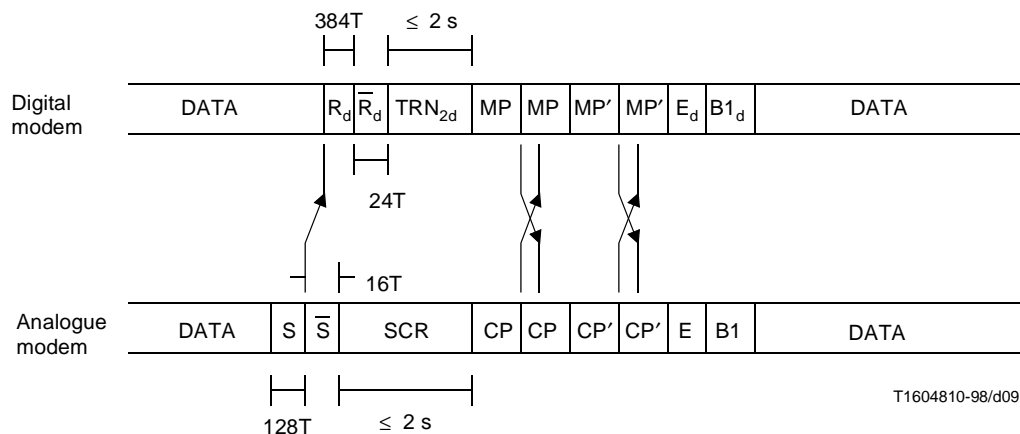 384T ≤ 2 s
Digital modem
DATA R_d R̅_d TRN_2d MP MP MP′ MP′ E_d B1_d DATA
24T
16T
Analogue modem
DATA S S̅ SCR CP CP CP′ CP′ E B1 DATA
128T ≤ 2 s
T1604810-98/d09